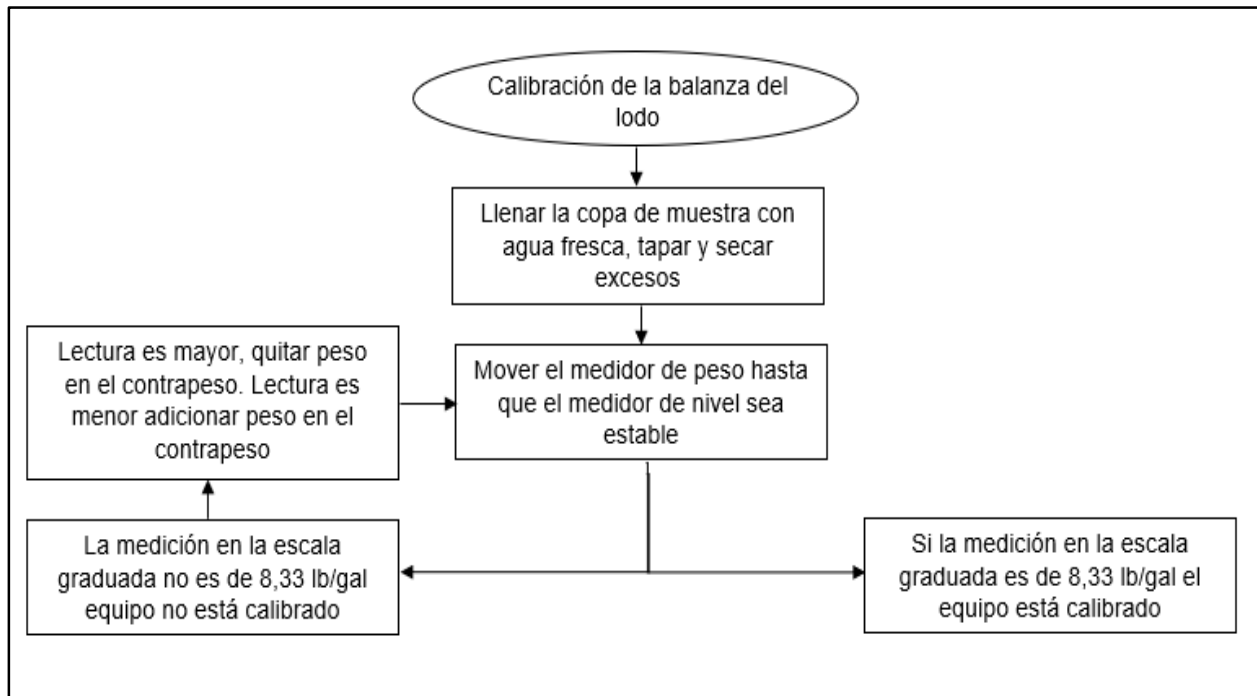 Calibración de la balanza del
lodo
Llenar la copa de muestra con
agua fresca, tapar y secar
excesos
Mover el medidor de peso hasta
que el medidor de nivel sea
estable
Lectura es mayor, quitar peso
en el contrapeso. Lectura es
menor adicionar peso en el
contrapeso
La medición en la escala
graduada no es de 8,33 lb/gal
equipo no está calibrado
Si la medición en la escala
graduada es de 8,33 lb/gal el
equipo está calibrado